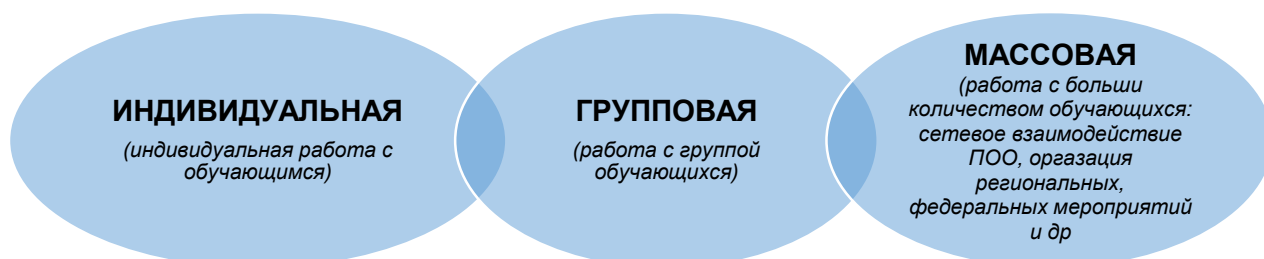 ИНДИВИДУАЛЬНАЯ
(индивидуальная работа с
обучающимся)
ГРУППОВАЯ
(работа с группой
обучающихся)
МАССОВАЯ
(работа с больши
количеством обучающихся:
сетевое взаимодействие
ПОО, оргазация
региональных,
федеральных мероприятий
и др